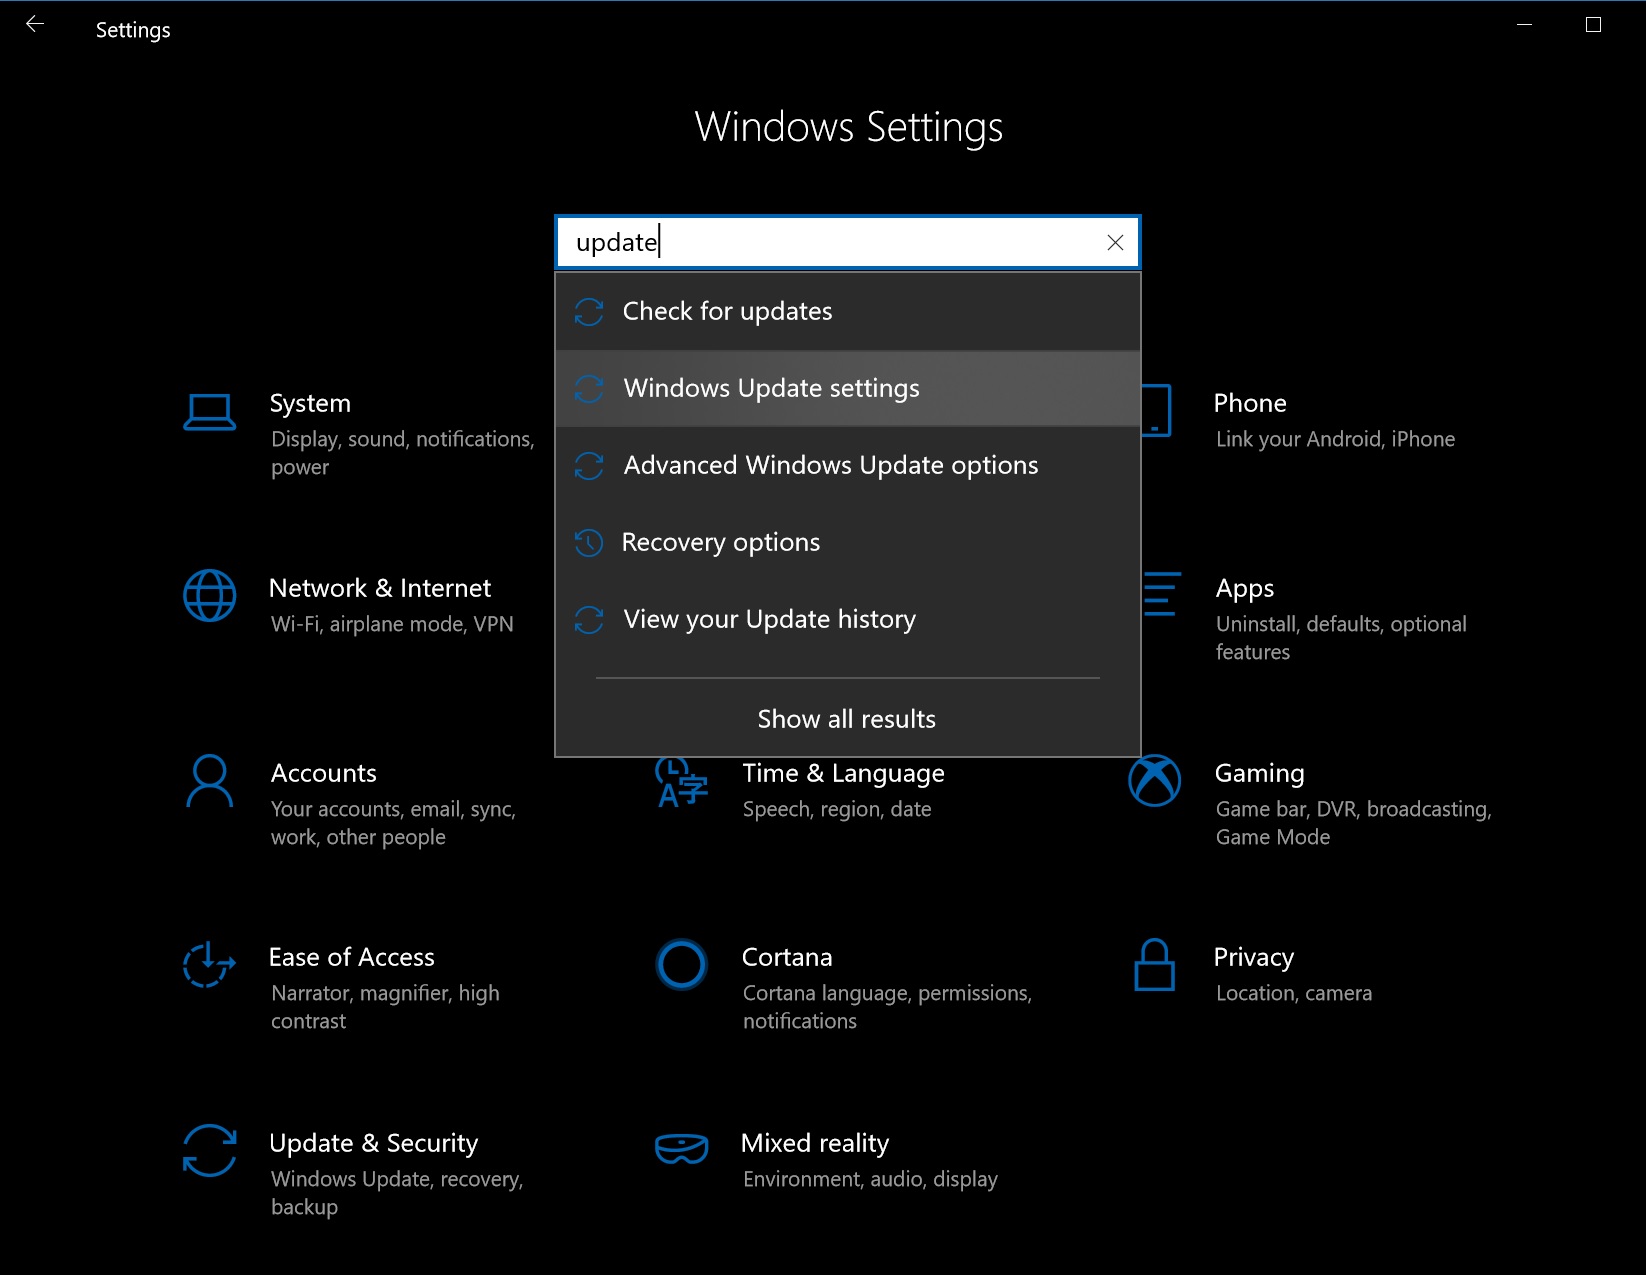 Settings
Windows Settings
update
Check for updates
Windows Update settings
Advanced Windows Update options
Recovery options
View your Update history
Show all results
System
Display, sound, notifications,
power
Phone
Link your Android, iPhone
Network & Internet
Wi-Fi, airplane mode, VPN
Apps
Uninstall, defaults, optional
features
Accounts
Your accounts, email, sync,
work, other people
Time & Language
Speech, region, date
Gaming
Game bar, DVR, broadcasting,
Game Mode
Ease of Access
Narrator, magnifier, high
contrast
Cortana
Cortana language, permissions,
notifications
Privacy
Location, camera
Update & Security
Windows Update, recovery,
backup
Mixed reality
Environment, audio, display